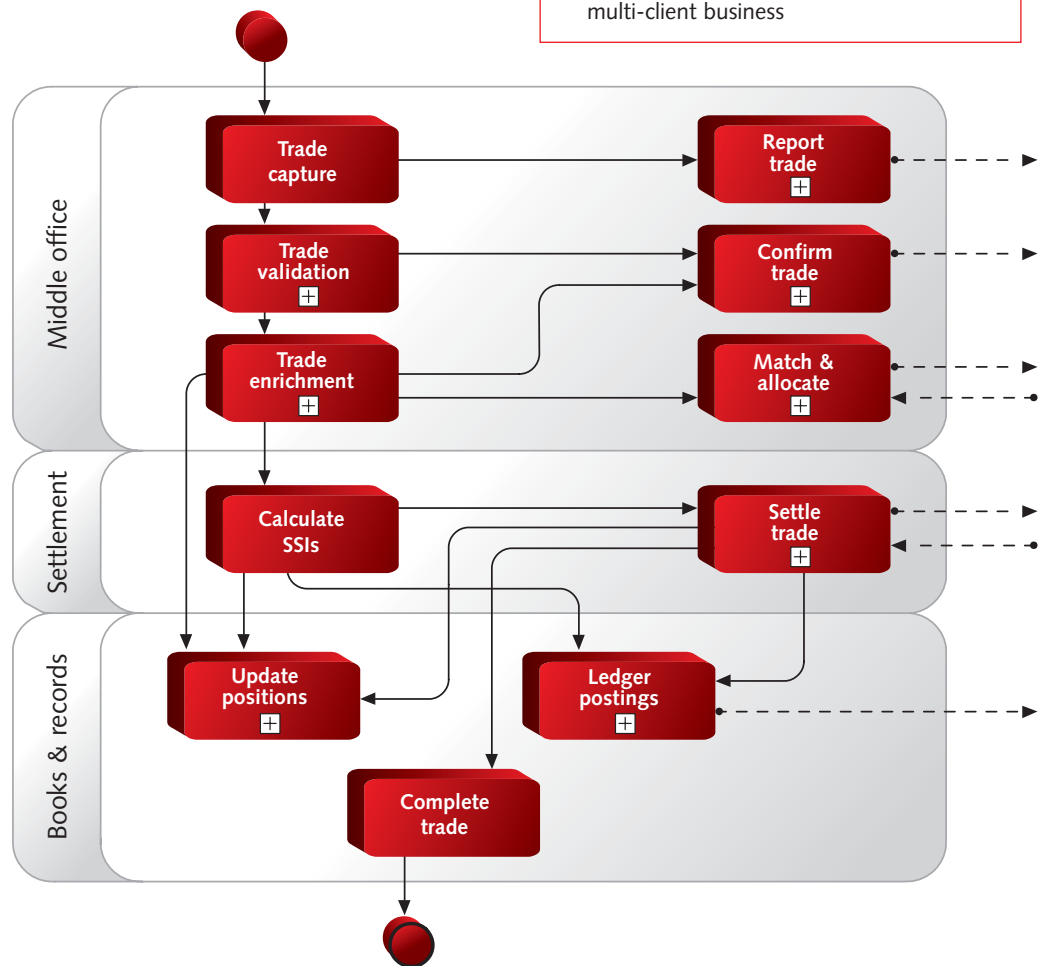 multi-client business
Middle office
Trade
capture
Report
trade
Trade
validation
Confirm
trade
Trade
enrichment
Match &
allocate
Settlement
Calculate
SSIs
Settle
trade
Books & records
Update
positions
Ledger
postings
Complete
trade